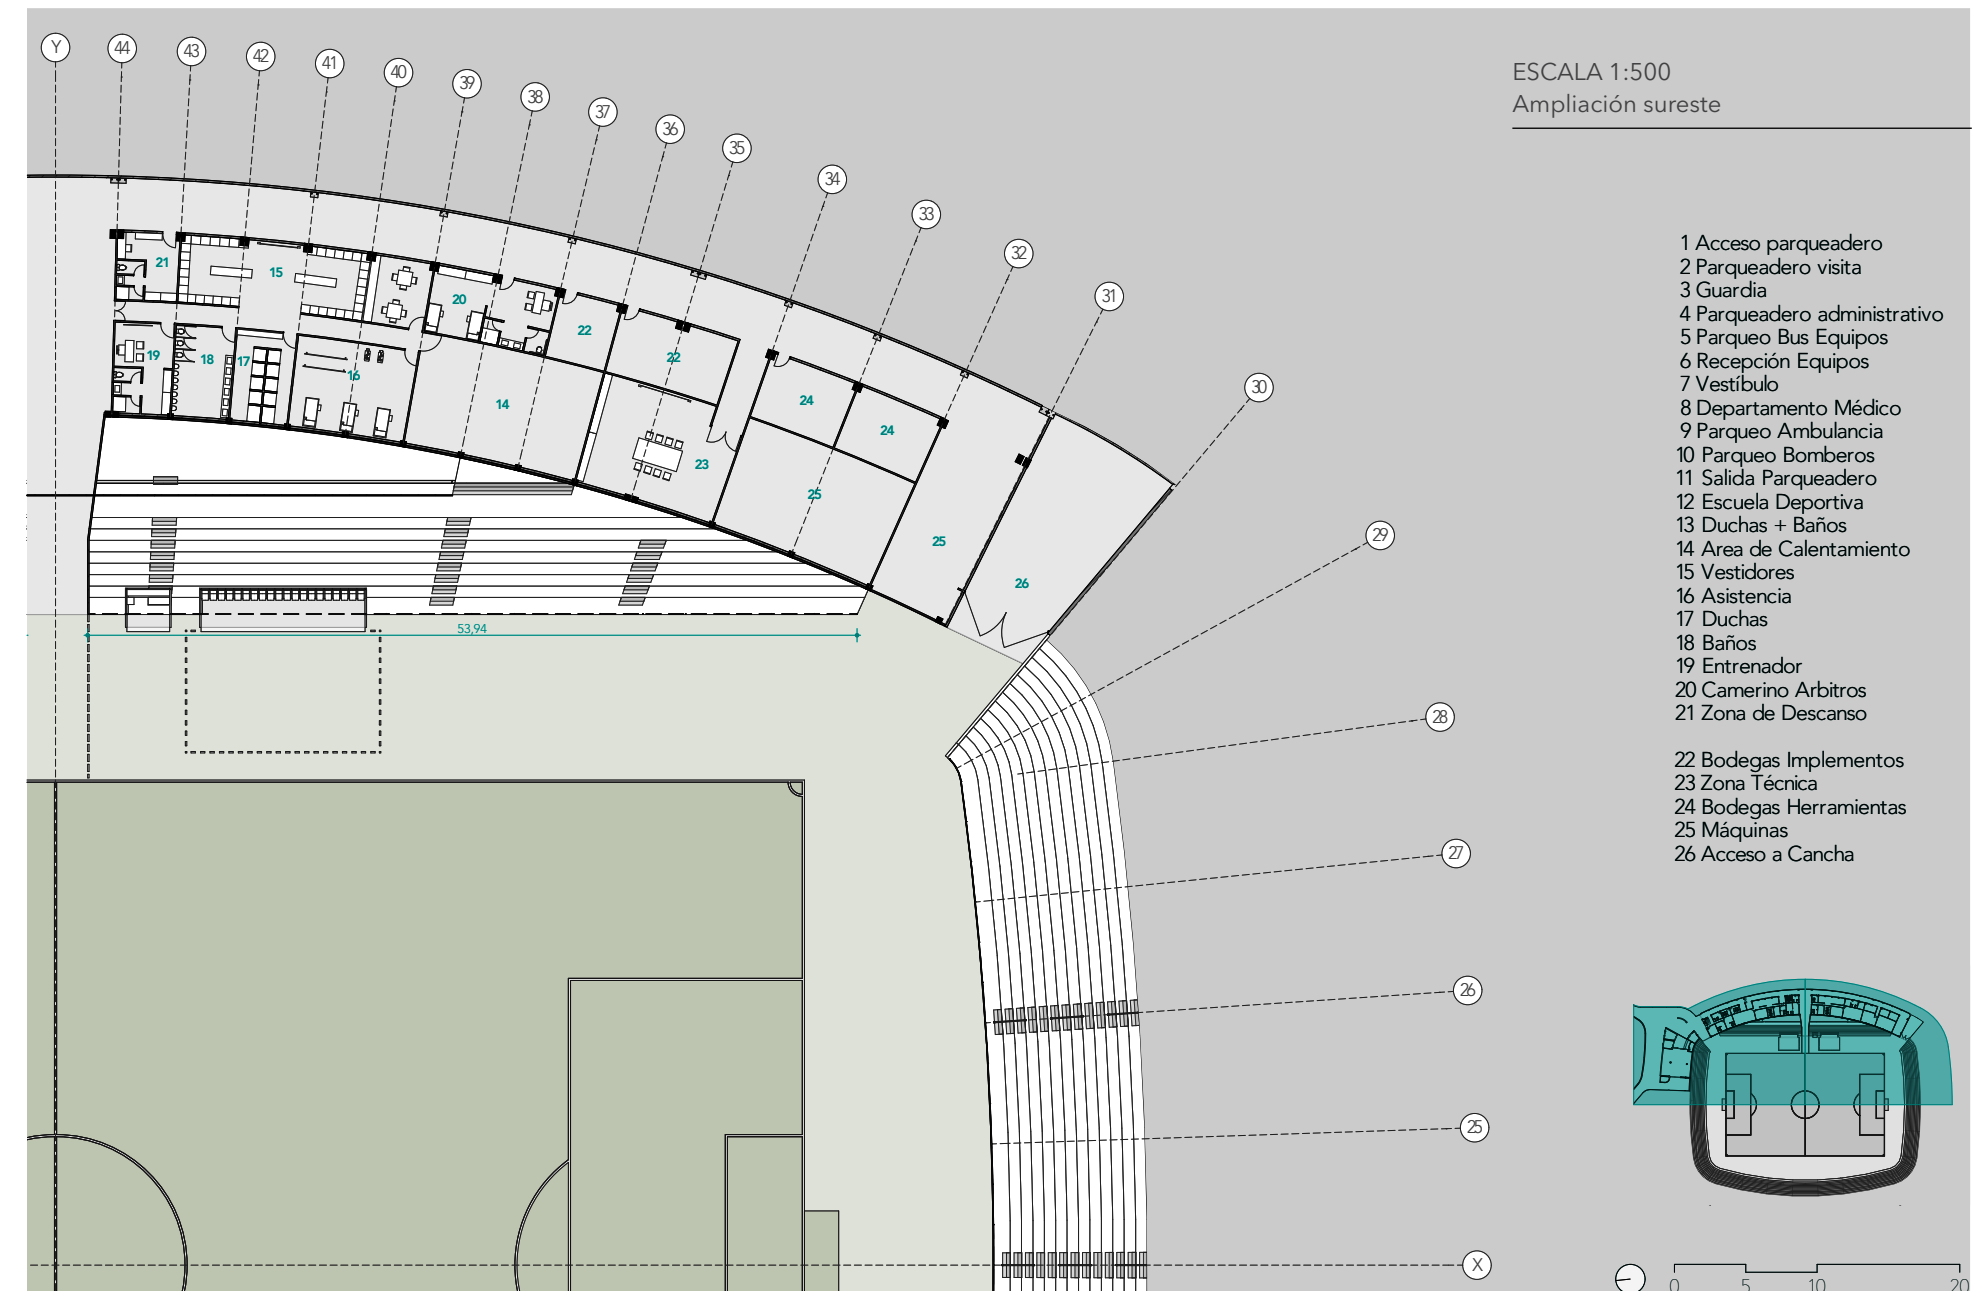 ESCALA 1:500
Ampliación sureste
Y
44
43
42
41
40
39
38
37
36
35
34
33
32
31
30
29
28
27
26
25
X
21
15
20
22
22
19
18
17
16
14
23
24
24
25
25
26
53,94
1 Acceso parqueadero
2 Parqueadero visita
3 Guardia
4 Parqueadero administrativo
5 Parqueo Bus Equipos
6 Recepción Equipos
7 Vestíbulo
8 Departamento Médico
9 Parqueo Ambulancia
10 Parqueo Bomberos
11 Salida Parqueadero
12 Escuela Deportiva
13 Duchas + Baños
14 Area de Calentamiento
15 Vestidores
16 Asistencia
17 Duchas
18 Baños
19 Entrenador
20 Camerino Arbitros
21 Zona de Descanso
22 Bodegas Implementos
23 Zona Técnica
24 Bodegas Herramientas
25 Máquinas
26 Acceso a Cancha
0 5 10 20